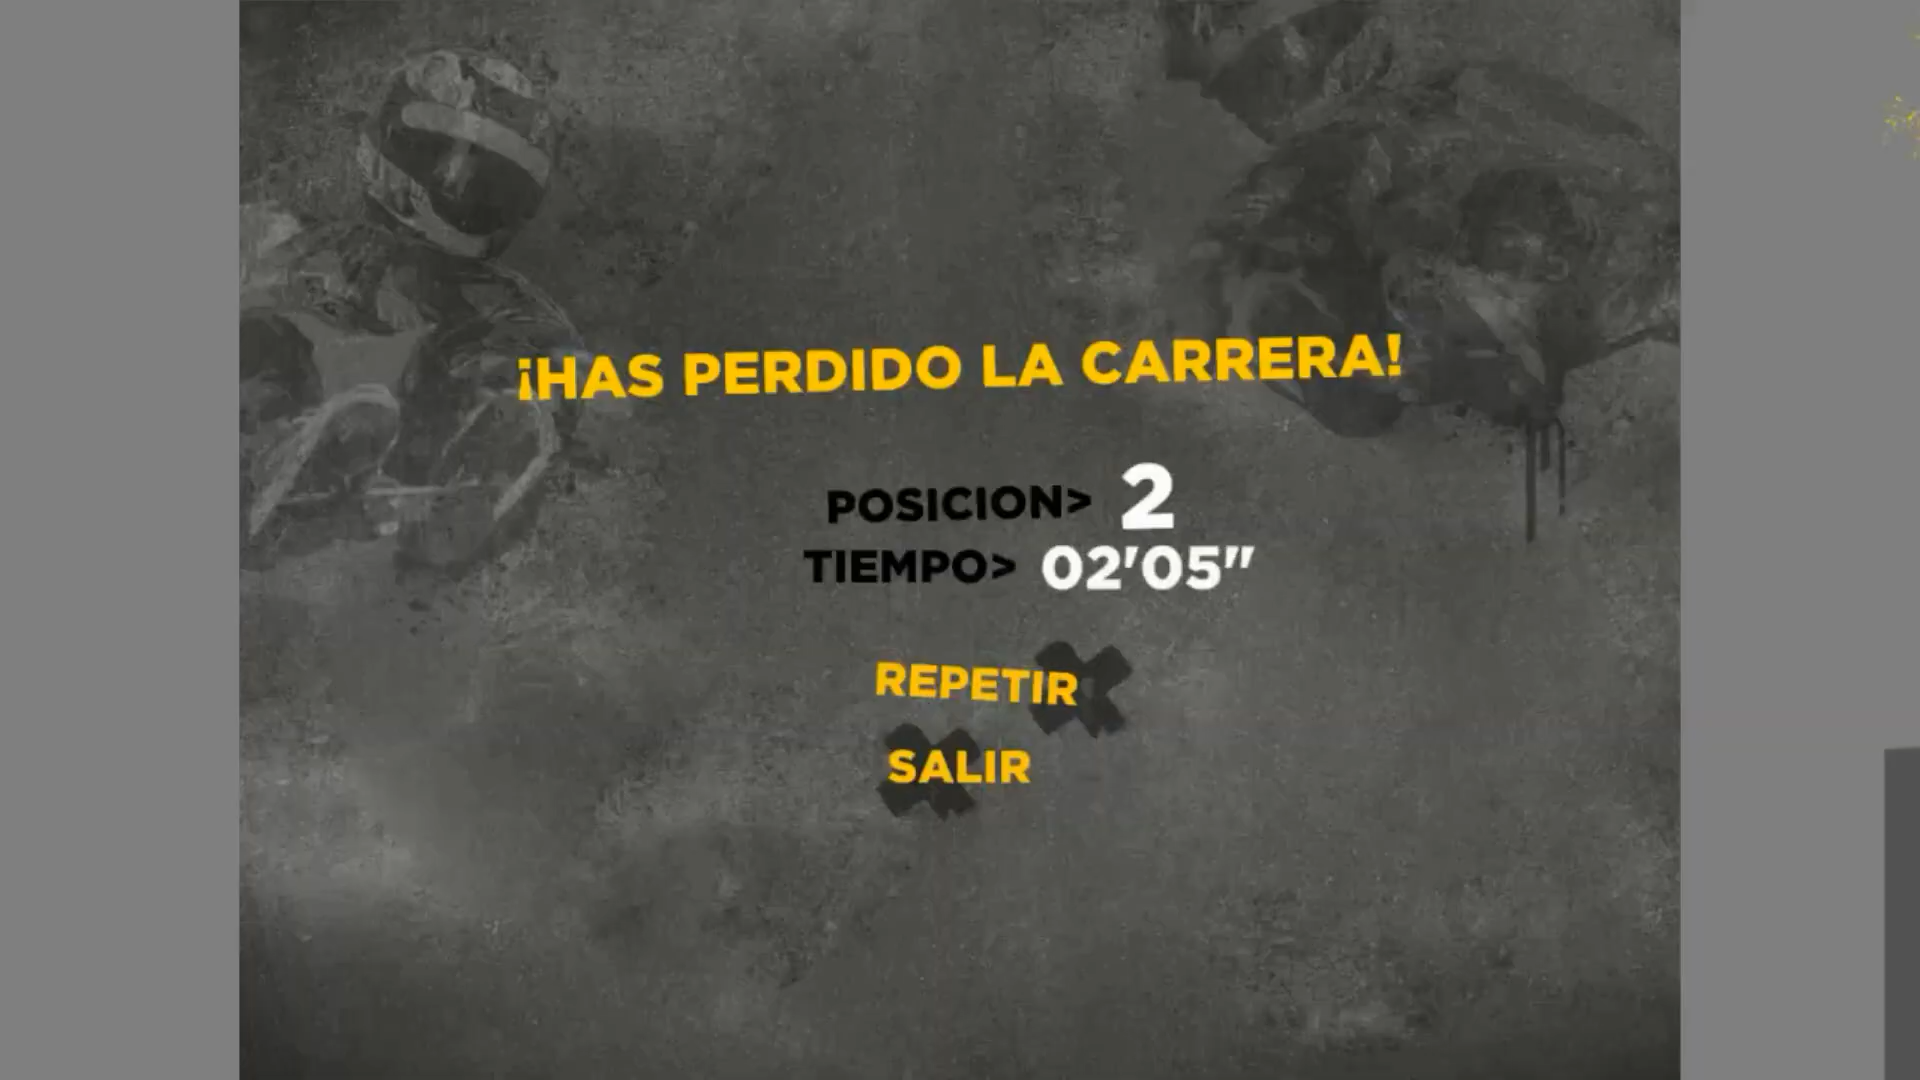 ¡HAS PERDIDO LA CARRERA!
POSICION> 2
TIEMPO> 02'05"
REPETIR
SALIR